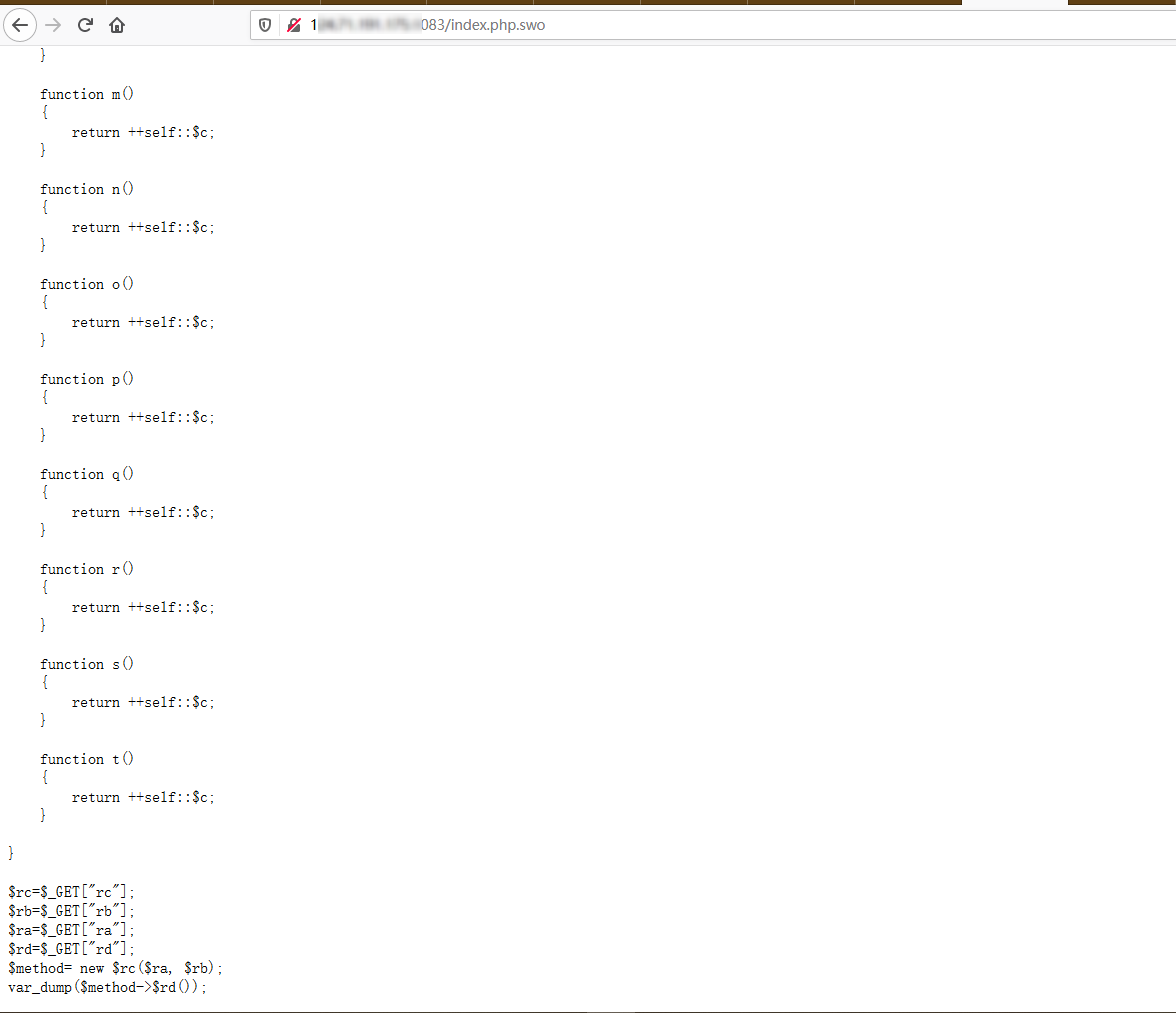 083/index.php.swo
}
function m()
{
return ++self::$c;
}
function n()
{
return ++self::$c;
}
function o()
{
return ++self::$c;
}
function p()
{
return ++self::$c;
}
function q()
{
return ++self::$c;
}
function r()
{
return ++self::$c;
}
function s()
{
return ++self::$c;
}
function t()
{
return ++self::$c;
}
}
$rc=$_GET["rc"];
$rb=$_GET["rb"];
$ra=$_GET["ra"];
$rd=$_GET["rd"];
$method= new $rc($ra, $rb);
var_dump($method->$rd());